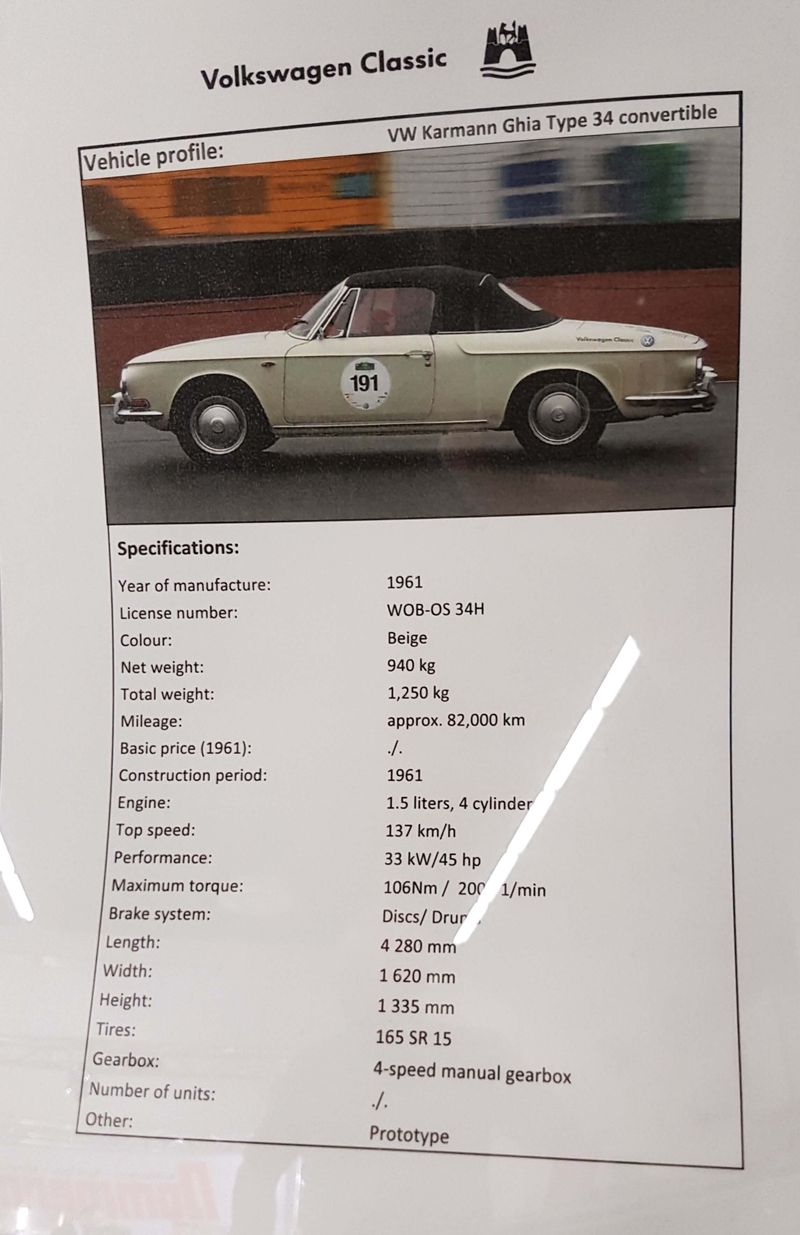 Volkswagen Classic
Vehicle profile: VW Karmann Ghia Type 34 convertible
Volkswagen Classic
191
Specifications:
Year of manufacture: 1961
License number: WOB-OS 34H
Colour: Beige
Net weight: 940 kg
Total weight: 1,250 kg
Mileage: approx. 82,000 km
Basic price (1961): ./.
Construction period: 1961
Engine: 1.5 liters, 4 cylinder
Top speed: 137 km/h
Performance: 33 kW/45 hp
Maximum torque: 106Nm / 1/min
Brake system: Discs/
Length: 4 280 mm
Width: 1 620 mm
Height: 1 335 mm
Tires: 165 SR 15
Gearbox: 4-speed manual gearbox
Number of units: ./.
Other: Prototype